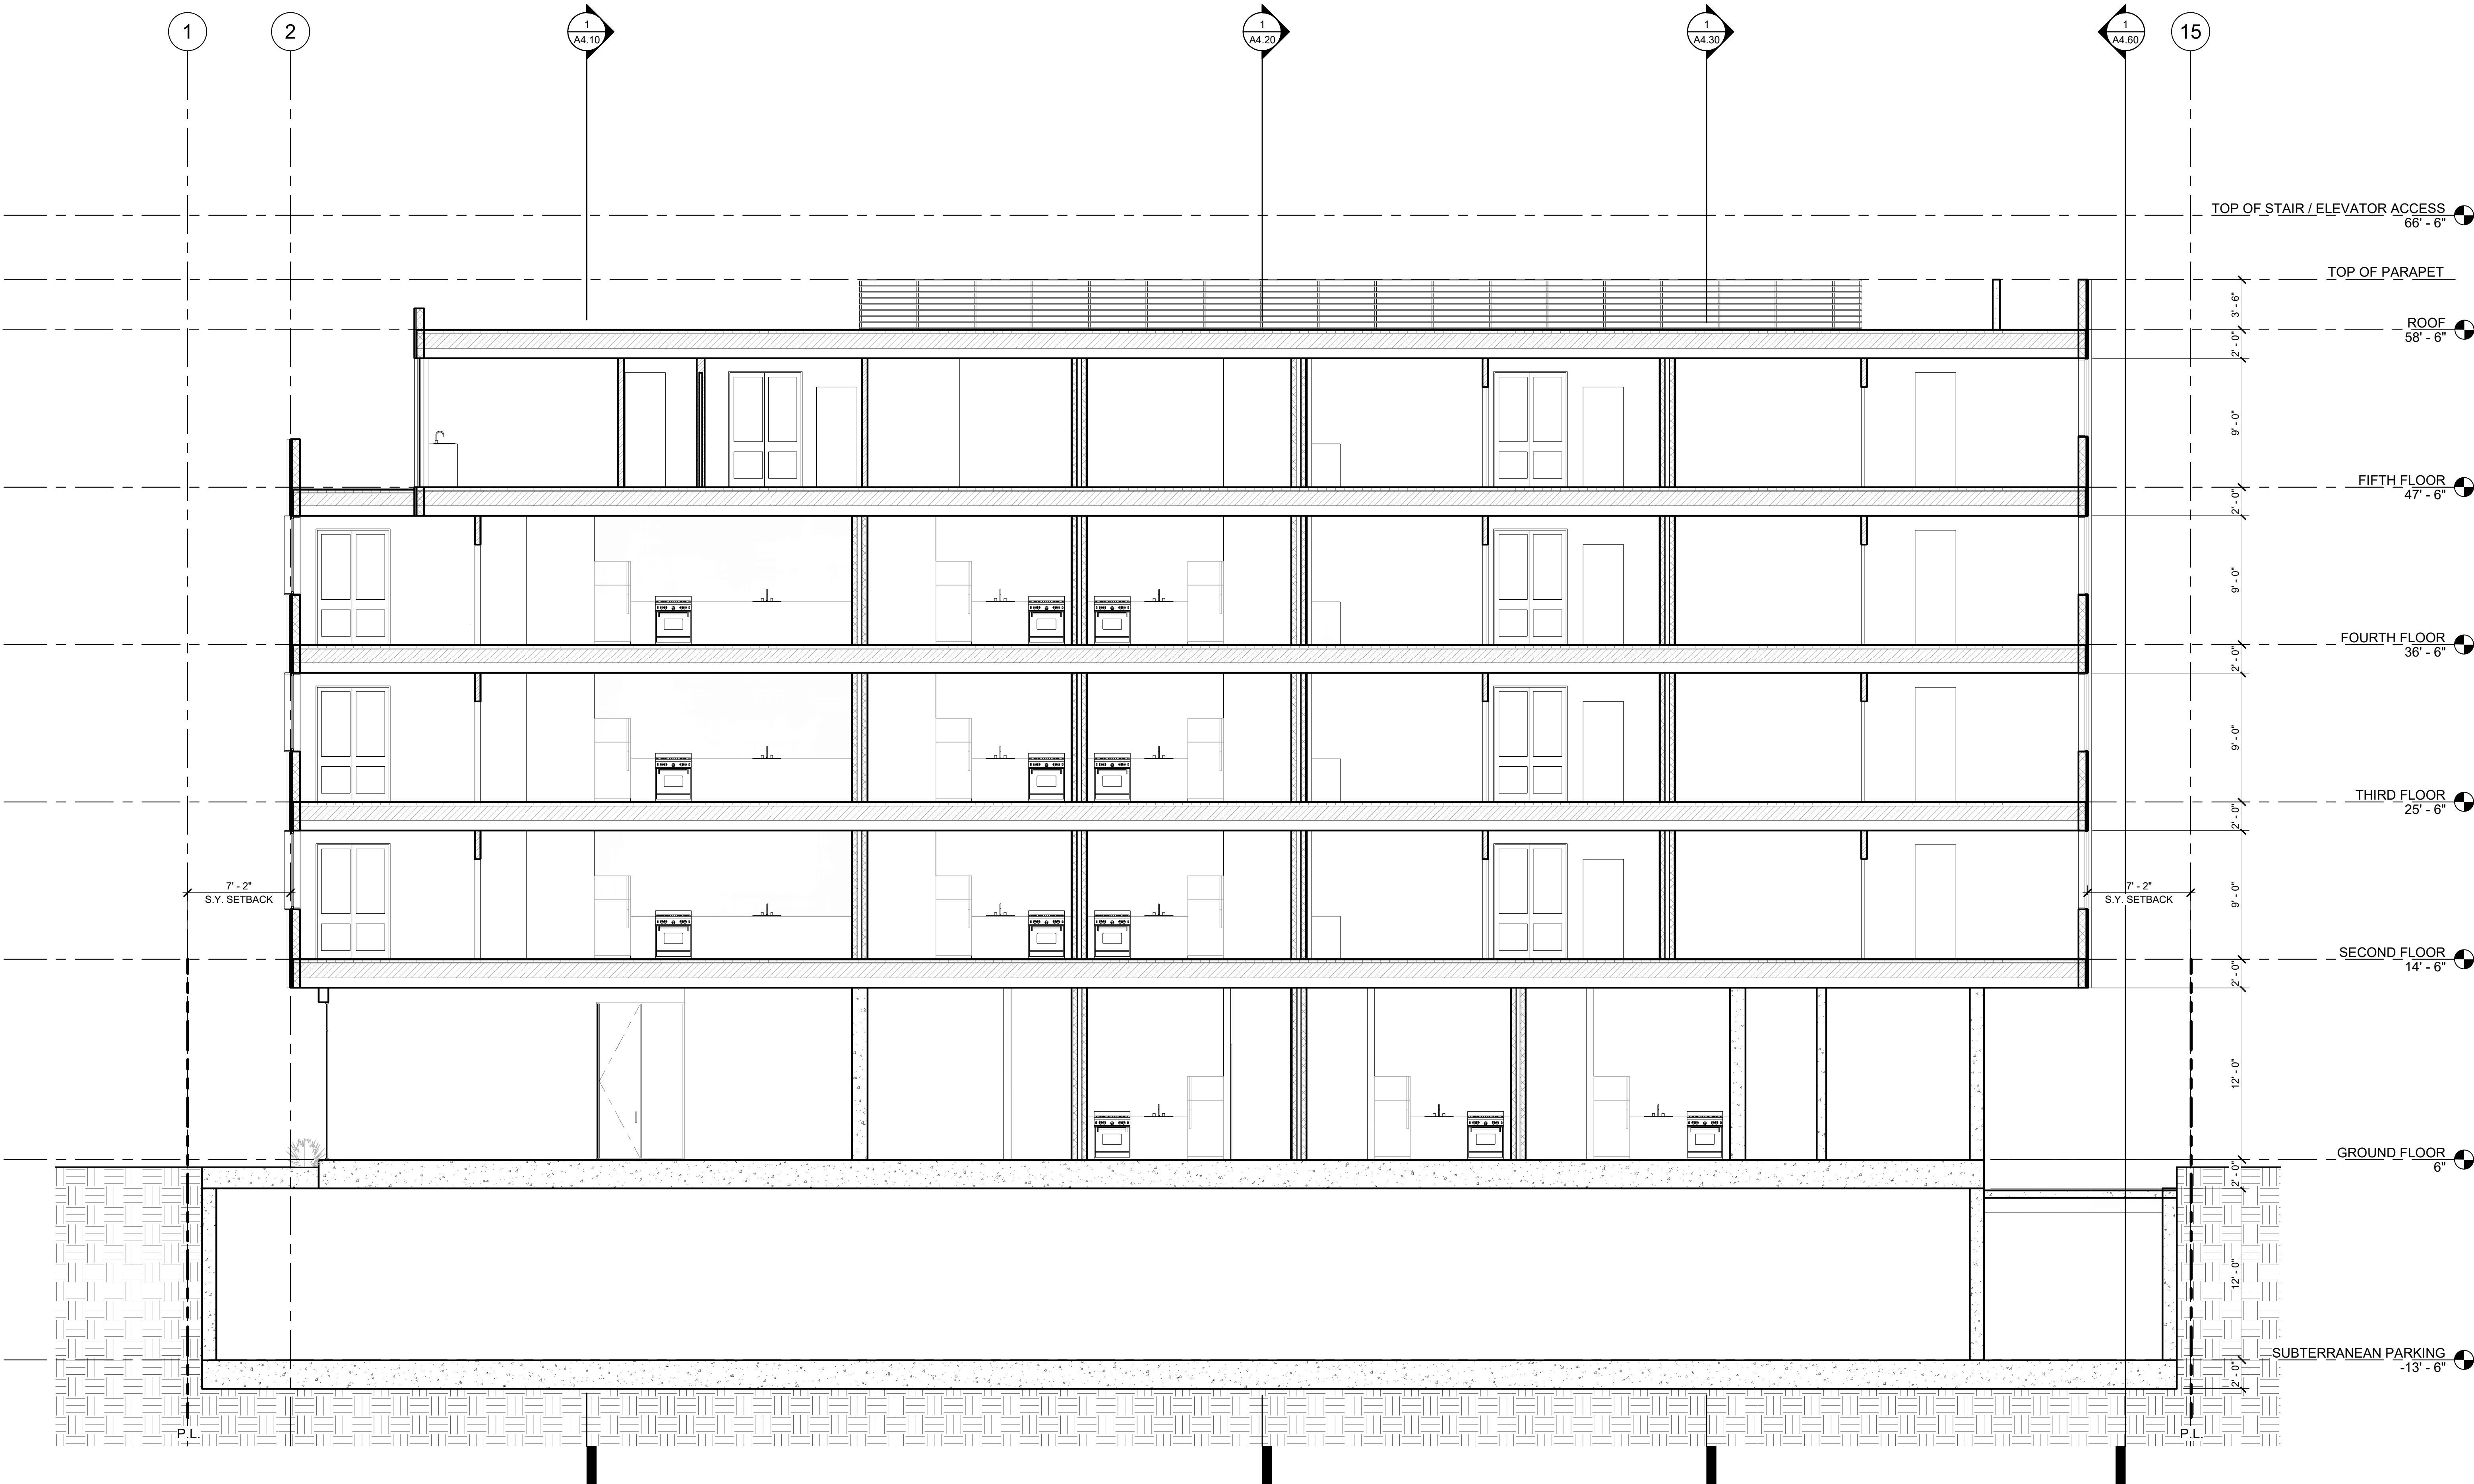 1
2
1
A4.10
1
A4.20
1
A4.30
1
A4.60
15
TOP OF STAIR / ELEVATOR ACCESS
66' - 6"
TOP OF PARAPET
3' - 6"
ROOF
58' - 6"
2' - 0"
9' - 0"
FIFTH FLOOR
47' - 6"
2' - 0"
9' - 0"
FOURTH FLOOR
36' - 6"
2' - 0"
9' - 0"
THIRD FLOOR
25' - 6"
2' - 0"
7' - 2"
S.Y. SETBACK
7' - 2"
S.Y. SETBACK
9' - 0"
SECOND FLOOR
14' - 6"
2' - 0"
12' - 0"
GROUND FLOOR
6"
2' - 0"
12' - 0"
SUBTERRANEAN PARKING
-13' - 6"
2' - 0"
P.L.
P.L.